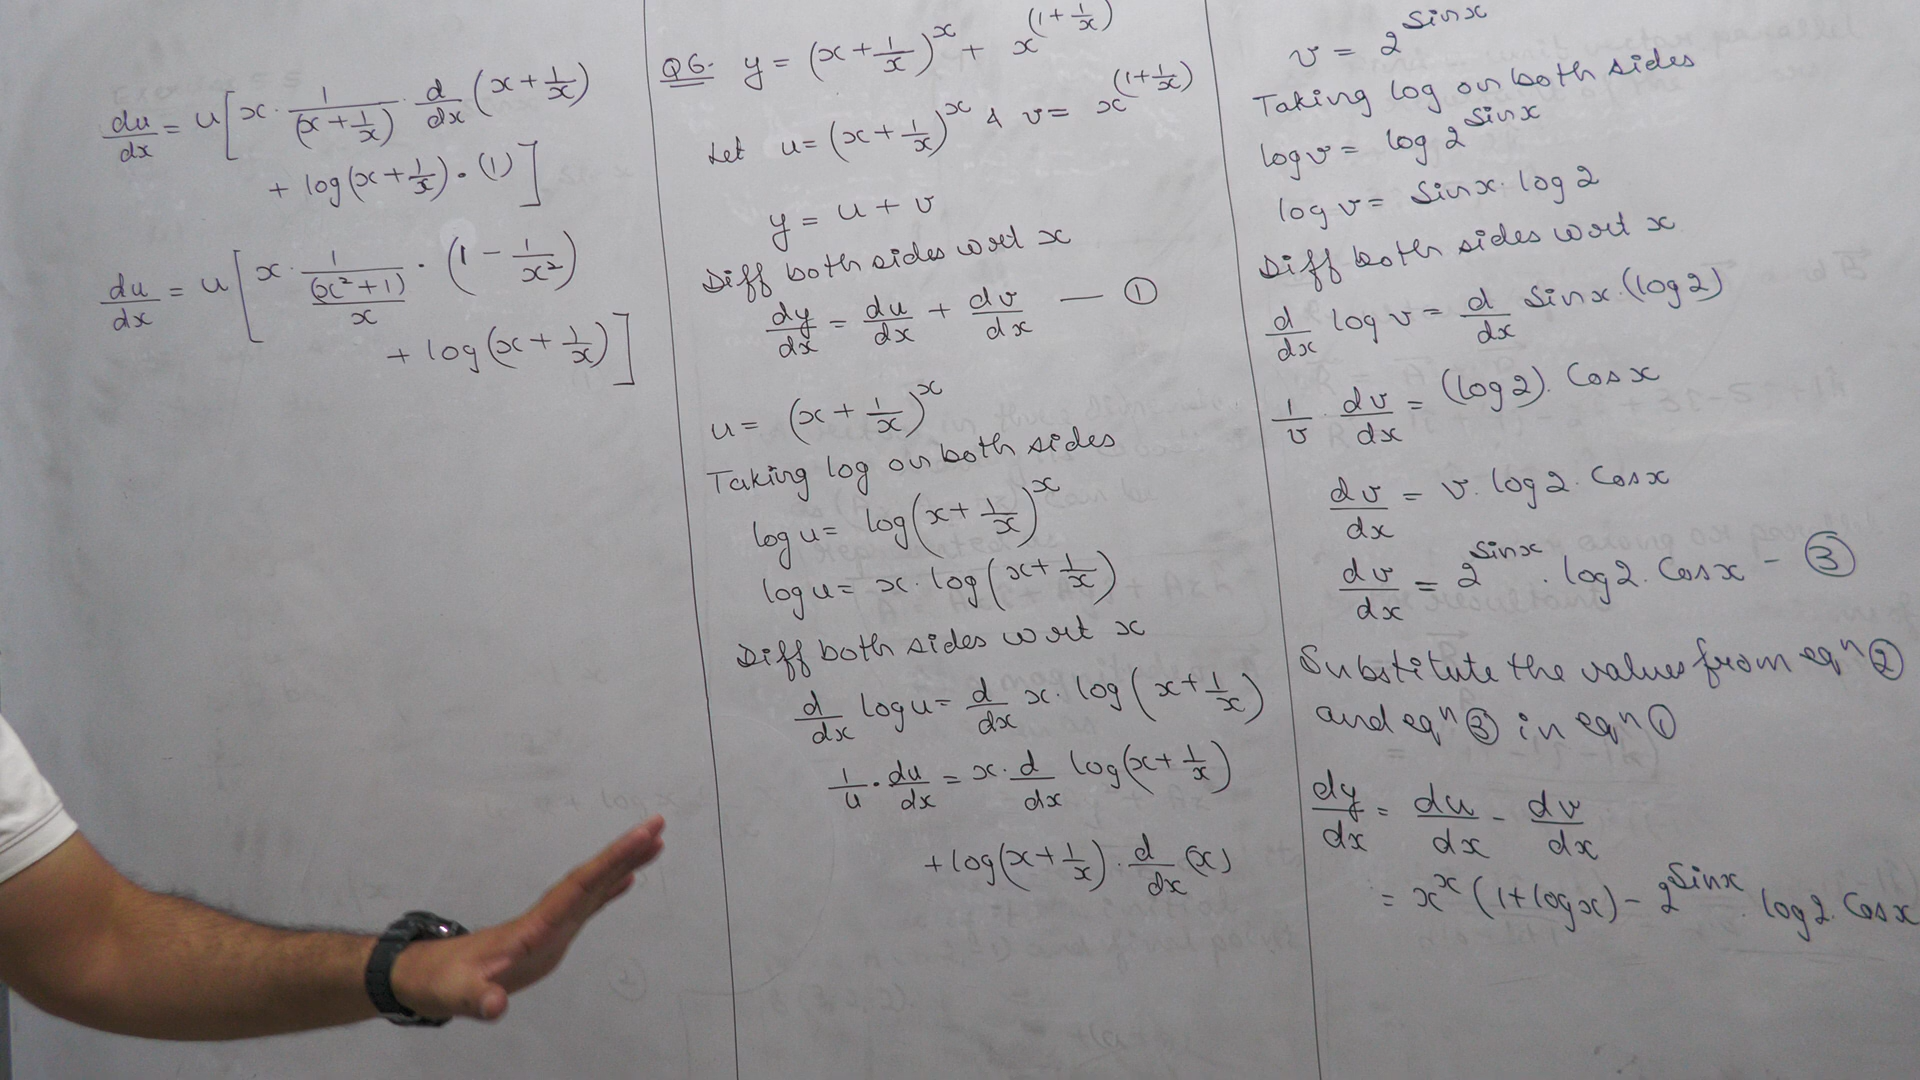 du/dx = u[x · 1/(x + 1/x) · d/dx (x + 1/x)
+ log(x + 1/x) · (1)]
du/dx = u[x · 1/((x² + 1)/x) · (1 - 1/x²)
+ log(x + 1/x)]
Q6. y = (x + 1/x)^x + x^(1 + 1/x)
Let u = (x + 1/x)^x & v = x^(1 + 1/x)
y = u + v
Diff both sides wrt x
dy/dx = du/dx + dv/dx — ①
u = (x + 1/x)^x
Taking log on both sides
log u = log(x + 1/x)^x
log u = x · log(x + 1/x)
Diff both sides wrt x
d/dx log u = d/dx x · log(x + 1/x)
1/u · du/dx = x · d/dx log(x + 1/x)
+ log(x + 1/x) · d/dx (x)
v = 2^Sinx
Taking log on both sides
log v = log 2^Sinx
log v = Sinx · log 2
Diff both sides wrt x
d/dx log v = d/dx Sinx · (log 2)
1/v · dv/dx = (log 2) · Cosx
dv/dx = v · log 2 · Cosx
dv/dx = 2^Sinx · log 2 · Cosx - ③
Substitute the values from eqⁿ ②
and eqⁿ ③ in eqⁿ ①
dy/dx = du/dx - dv/dx
= x^x (1 + log x) - 2^Sinx · log 2 · Cosx